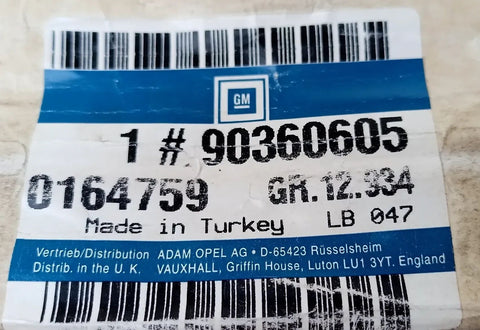 GM
1 # 90360605
0164759 GR.12.934
Made in Turkey LB 047
Vertrieb/Distribution ADAM OPEL AG • D-65423 Rüsselsheim
Distrib. in the U. K. VAUXHALL, Griffin House, Luton LU1 3YT. England